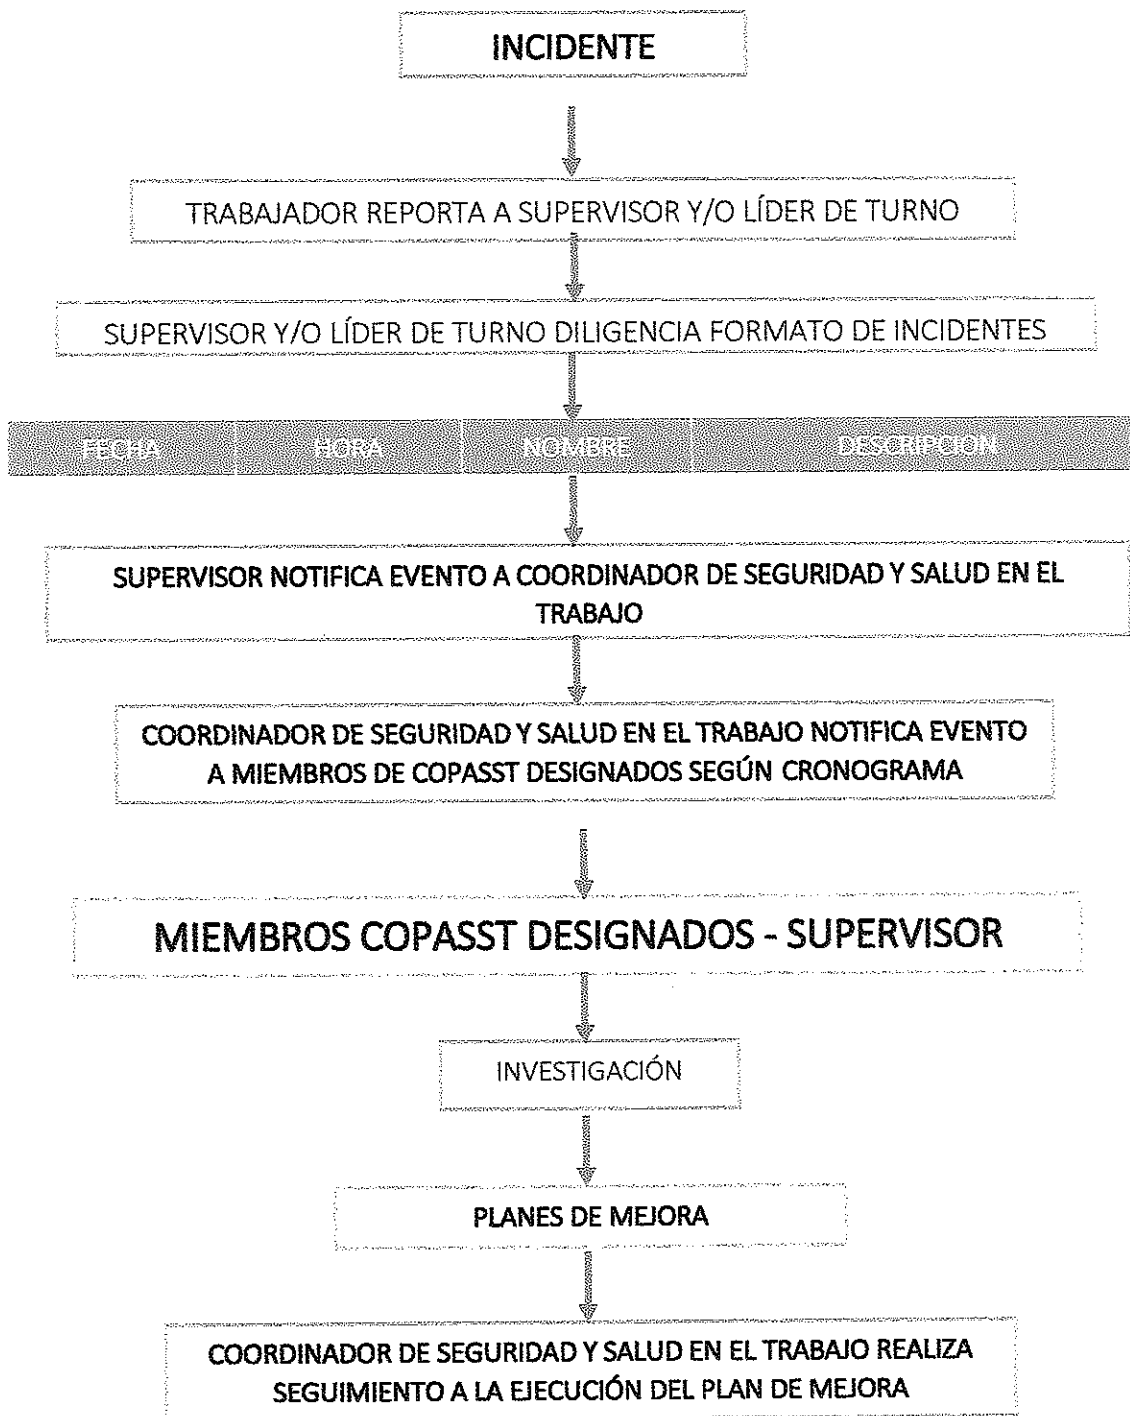 INCIDENTE
TRABAJADOR REPORTA A SUPERVISOR Y/O LÍDER DE TURNO
SUPERVISOR Y/O LÍDER DE TURNO DILIGENCIA FORMATO DE INCIDENTES
FECHA HORA NOMBRE DESCRIPCION
SUPERVISOR NOTIFICA EVENTO A COORDINADOR DE SEGURIDAD Y SALUD EN EL
TRABAJO
COORDINADOR DE SEGURIDAD Y SALUD EN EL TRABAJO NOTIFICA EVENTO
A MIEMBROS DE COPASST DESIGNADOS SEGÚN CRONOGRAMA
MIEMBROS COPASST DESIGNADOS - SUPERVISOR
INVESTIGACIÓN
PLANES DE MEJORA
COORDINADOR DE SEGURIDAD Y SALUD EN EL TRABAJO REALIZA
SEGUIMIENTO A LA EJECUCIÓN DEL PLAN DE MEJORA